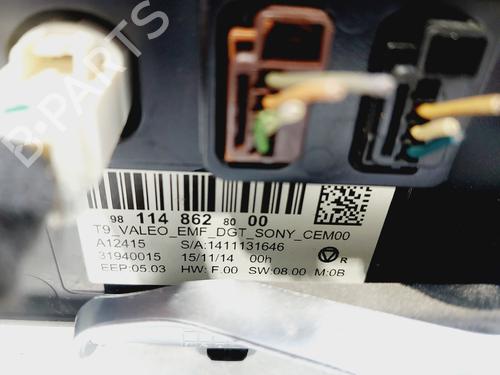 B-PARTS
98 114 862 80 00
T9_VALEO_EMF_DGT_SONY_CEM00
A12415 S/A:1411131646
31940015 15/11/14 00h
R
EEP:05.03 HW:F.00 SW:08.00 M:0B